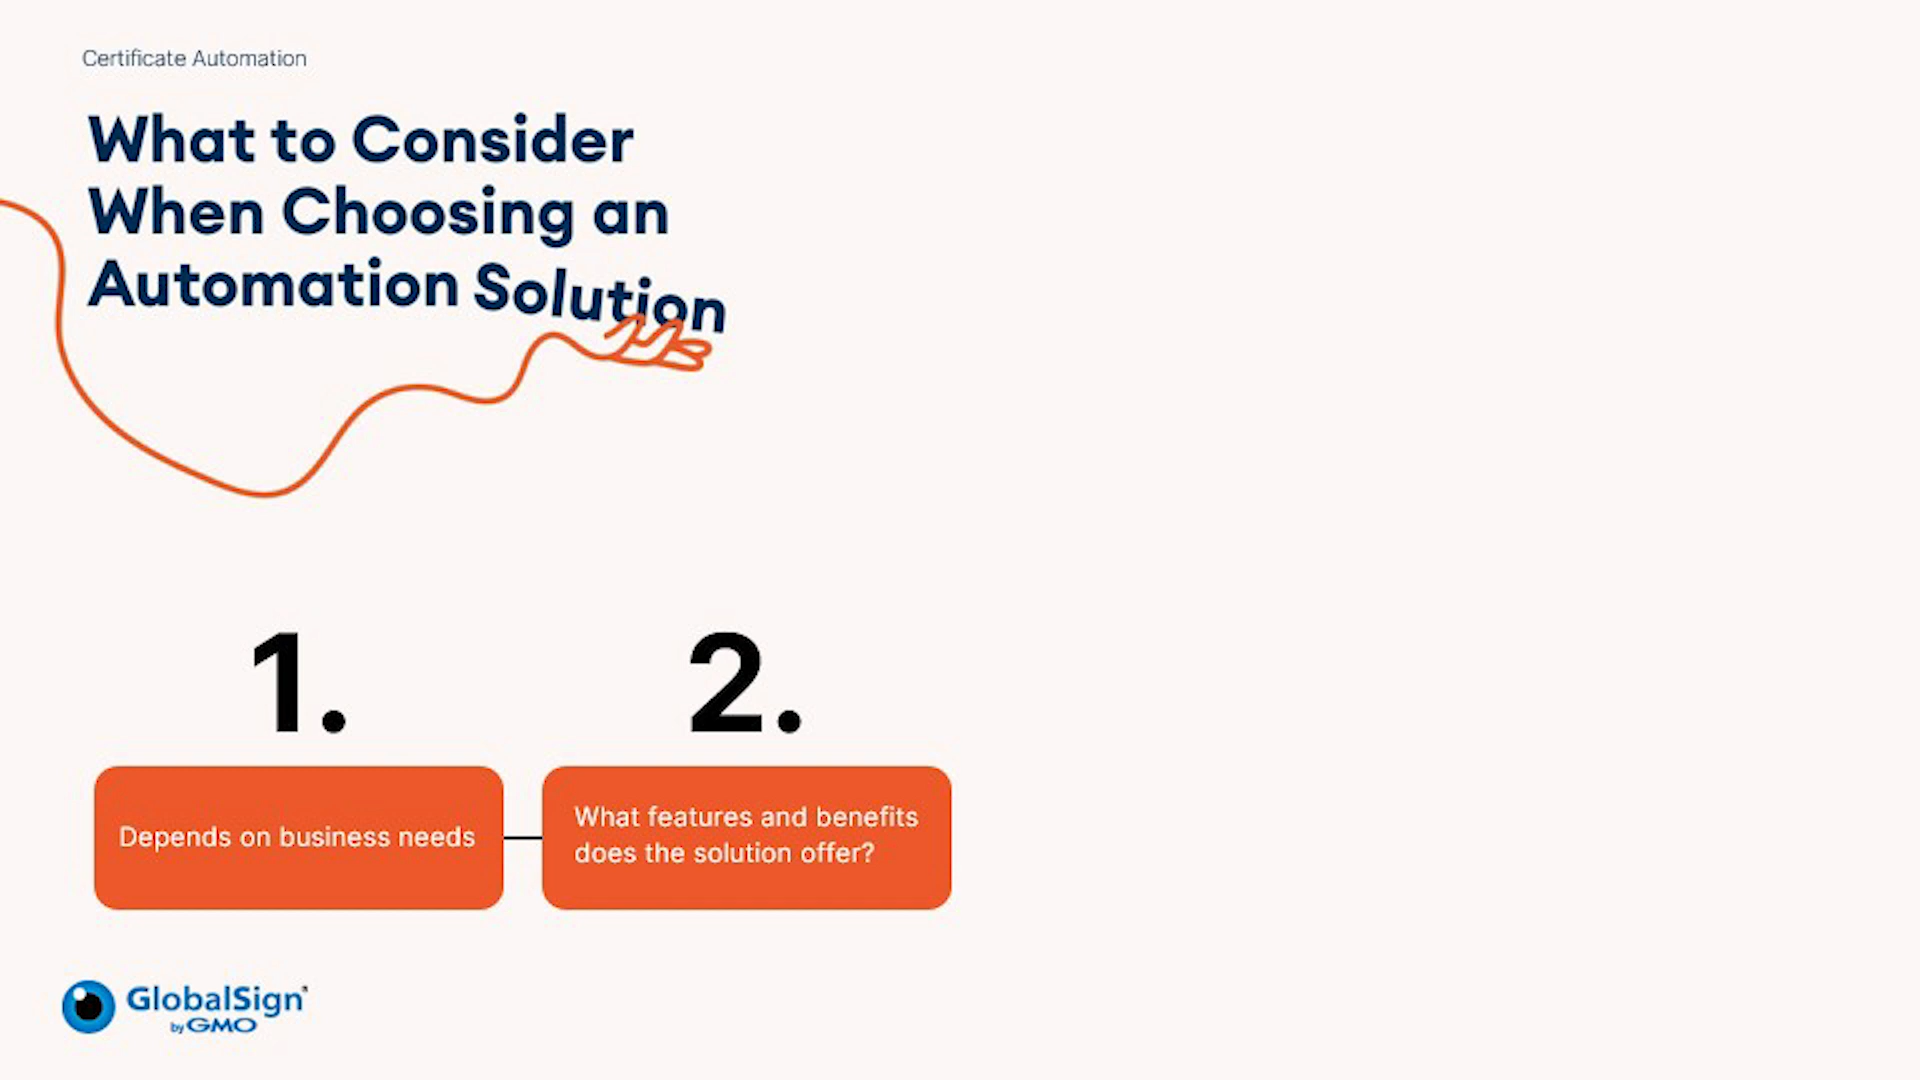 Certificate Automation
What to Consider
When Choosing an
Automation Solution
1.
2.
Depends on business needs
What features and benefits
does the solution offer?
GlobalSign
by GMO